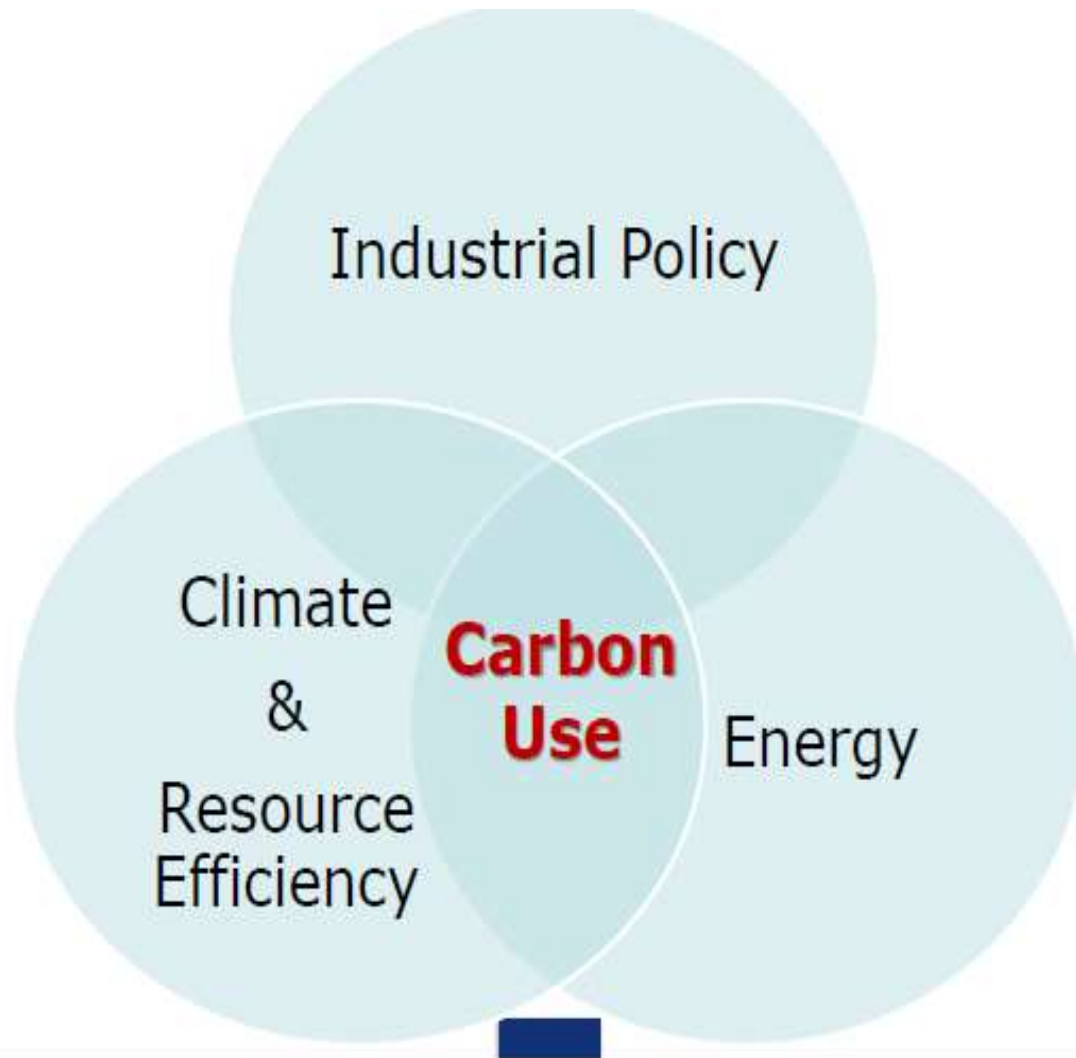 Industrial Policy
Climate
&
Resource
Efficiency
Carbon
Use
Energy